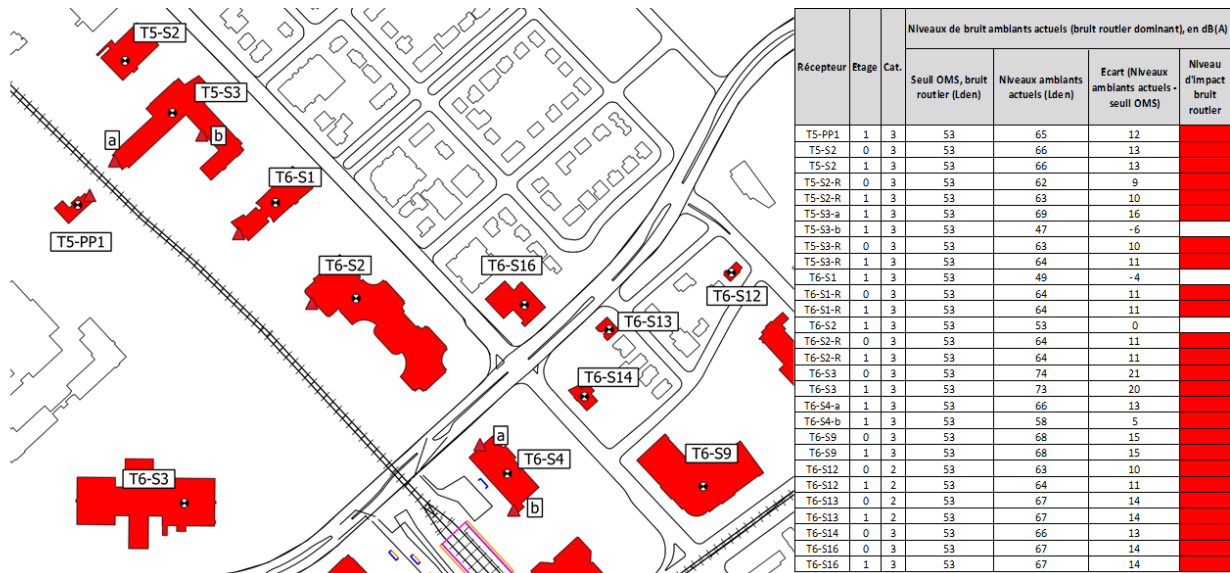 T5-S2
T5-S3
a
b
T6-S1
T5-PP1
T6-S2
T6-S16
T6-S12
T6-S13
T6-S14
a
T6-S4
T6-S9
T6-S3
b
Niveaux de bruit ambiants actuels (bruit routier dominant), en dB(A)
Récepteur Etage Cat. Seuil OMS, bruit routier (Lden) Niveaux ambiants actuels (Lden) Ecart (Niveaux ambiants actuels - seuil OMS) Niveau d'impact bruit routier
T5-PP1 1 3 53 65 12
T5-S2 0 3 53 66 13
T5-S2 1 3 53 66 13
T5-S2-R 0 3 53 62 9
T5-S2-R 1 3 53 63 10
T5-S3-a 1 3 53 69 16
T5-S3-b 1 3 53 47 -6
T5-S3-R 0 3 53 63 10
T5-S3-R 1 3 53 64 11
T6-S1 1 3 53 49 -4
T6-S1-R 0 3 53 64 11
T6-S1-R 1 3 53 64 11
T6-S2 1 3 53 53 0
T6-S2-R 0 3 53 64 11
T6-S2-R 1 3 53 64 11
T6-S3 0 3 53 74 21
T6-S3 1 3 53 73 20
T6-S4-a 1 3 53 66 13
T6-S4-b 1 3 53 58 5
T6-S9 0 3 53 68 15
T6-S9 1 3 53 68 15
T6-S12 0 2 53 63 10
T6-S12 1 2 53 64 11
T6-S13 0 2 53 67 14
T6-S13 1 2 53 67 14
T6-S14 0 3 53 66 13
T6-S16 0 3 53 67 14
T6-S16 1 3 53 67 14